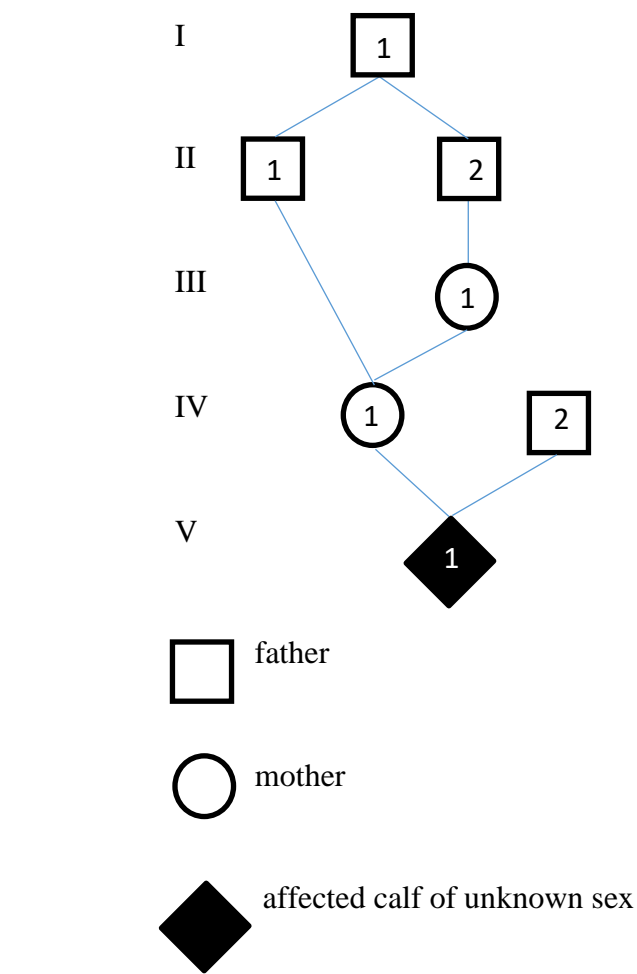 I
1
II
1
2
III
1
IV
1
2
V
1
father
mother
affected calf of unknown sex